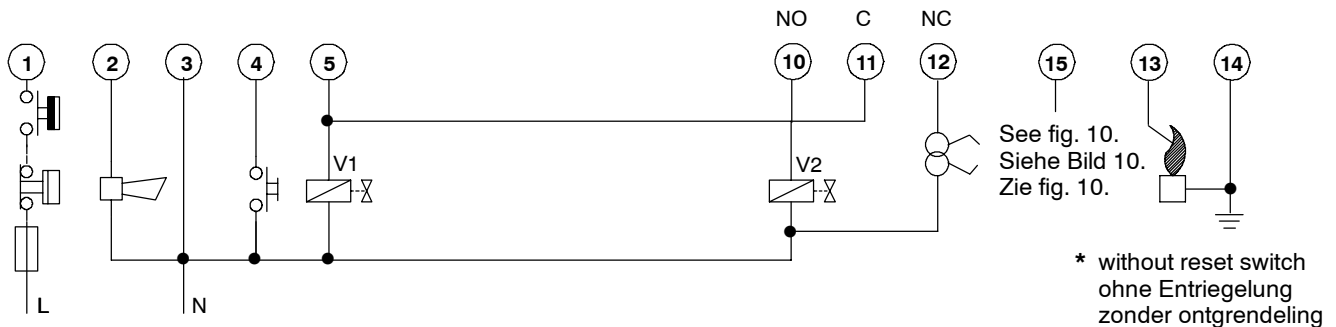 NO C NC
1 2 3 4 5 10 11 12 15 13 14
See fig. 10.
Siehe Bild 10.
Zie fig. 10.
V1 V2
L N
* without reset switch
ohne Entriegelung
zonder ontgrendeling